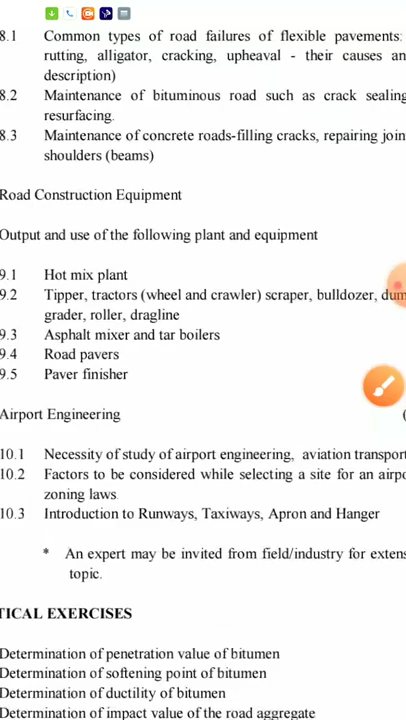 8.1 Common types of road failures of flexible pavements:
rutting, alligator, cracking, upheaval - their causes an
description)
8.2 Maintenance of bituminous road such as crack sealing
resurfacing.
8.3 Maintenance of concrete roads-filling cracks, repairing join
shoulders (beams)
Road Construction Equipment
Output and use of the following plant and equipment
9.1 Hot mix plant
9.2 Tipper, tractors (wheel and crawler) scraper, bulldozer, dum
grader, roller, dragline
9.3 Asphalt mixer and tar boilers
9.4 Road pavers
9.5 Paver finisher
Airport Engineering (
10.1 Necessity of study of airport engineering, aviation transport
10.2 Factors to be considered while selecting a site for an airpo
zoning laws.
10.3 Introduction to Runways, Taxiways, Apron and Hanger
* An expert may be invited from field/industry for extens
topic.
TICAL EXERCISES
Determination of penetration value of bitumen
Determination of softening point of bitumen
Determination of ductility of bitumen
Determination of impact value of the road aggregate